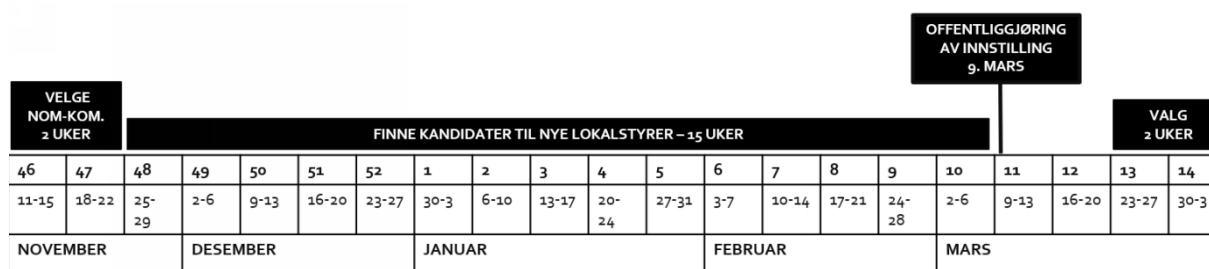 OFFENTLIGGJØRING
AV INNSTILLING
9. MARS
VELGE
NOM-KOM.
2 UKER
FINNE KANDIDATER TIL NYE LOKALSTYRER – 15 UKER
VALG
2 UKER
46 47 48 49 50 51 52 1 2 3 4 5 6 7 8 9 10 11 12 13 14
11-15 18-22 25-29 2-6 9-13 16-20 23-27 30-3 6-10 13-17 20-24 27-31 3-7 10-14 17-21 24-28 2-6 9-13 16-20 23-27 30-3
NOVEMBER DESEMBER JANUAR FEBRUAR MARS